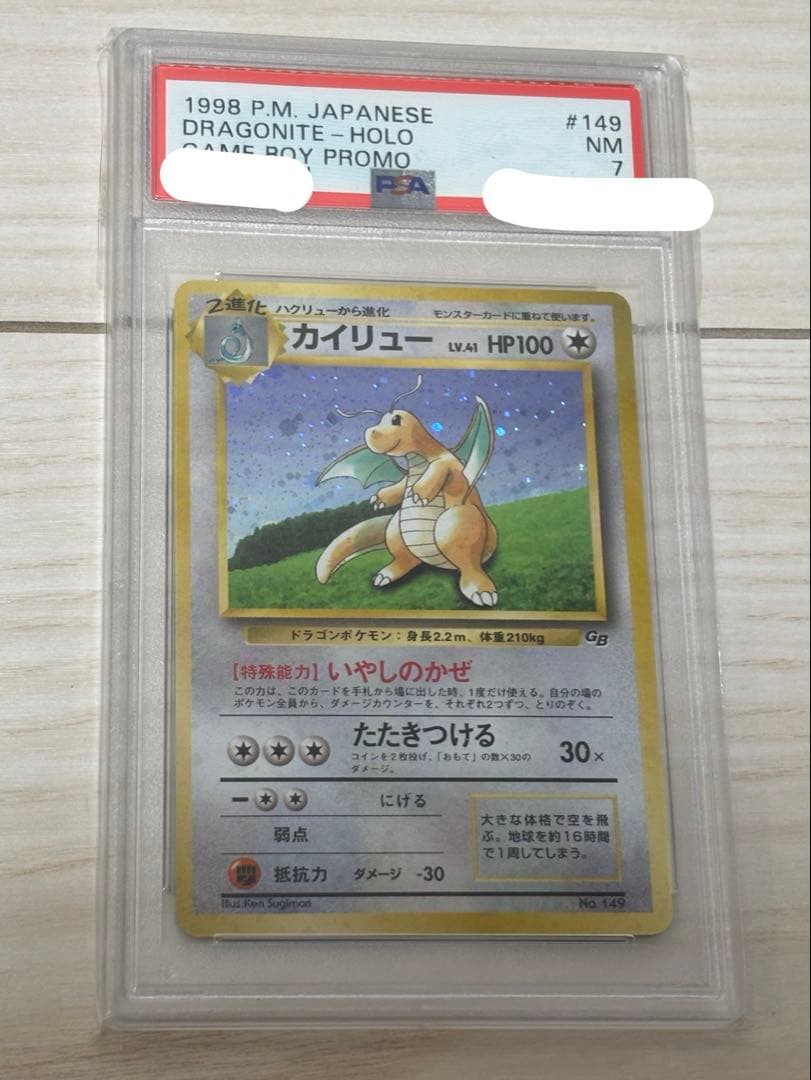 1998 P.M. JAPANESE
#149
DRAGONITE - HOLO
NM
GAME BOY PROMO
7
PSA
2進化 ハクリューから進化 モンスターカードに重ねて使います。
カイリュー LV.41 HP100
ドラゴンポケモン：身長2.2m、体重210kg
GB
【特殊能力】いやしのかぜ
この力は、このカードを手札から場に出した時、1度だけ使える。自分の場の
ポケモン全員から、ダメージカウンターを、それぞれ2つずつ、とりのぞく。
たたきつける 30×
コインを2枚投げ、「おもて」の数×30の
ダメージ。
にげる
弱点
抵抗力 ダメージ -30
大きな体格で空を飛
ぶ。地球を約16時間
で1周してしまう。
Illus. Ken Sugimori
No. 149